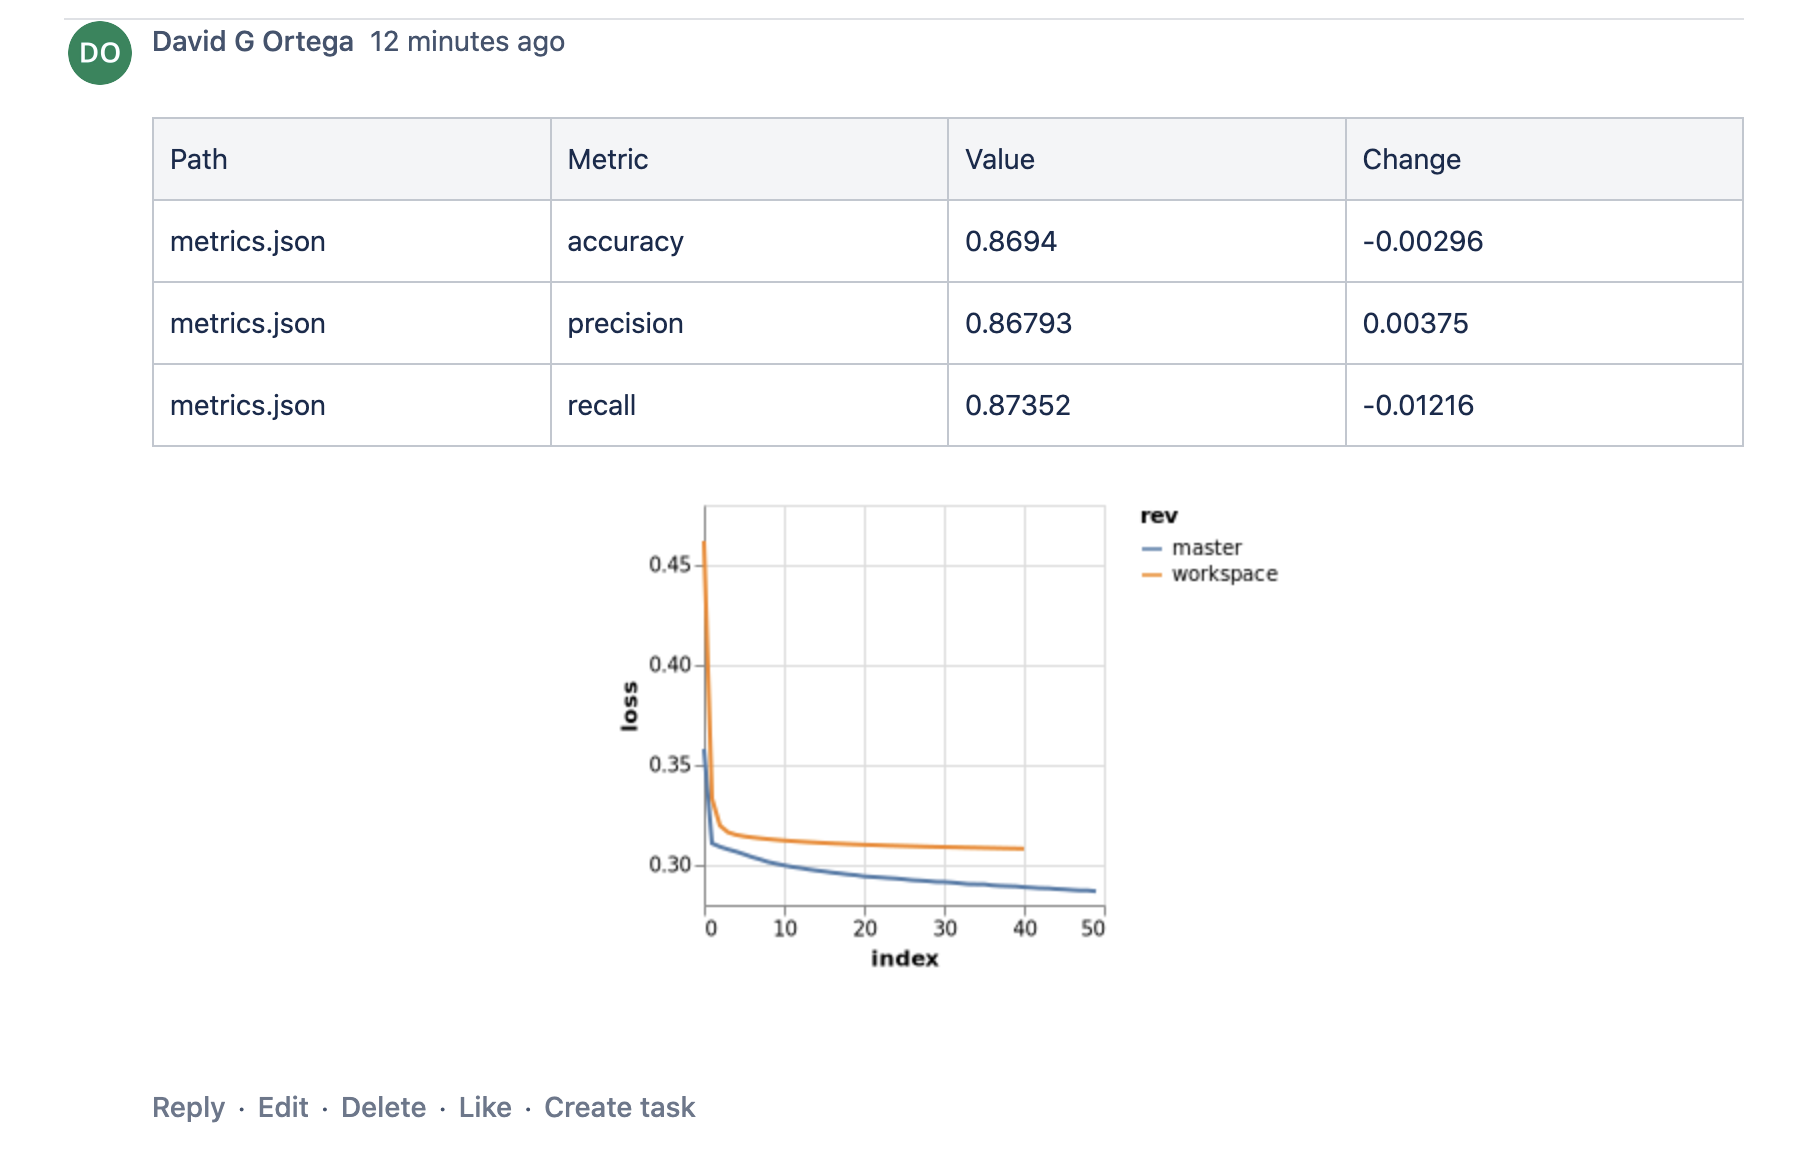 DO David G Ortega 12 minutes ago
Path Metric Value Change
metrics.json accuracy 0.8694 -0.00296
metrics.json precision 0.86793 0.00375
metrics.json recall 0.87352 -0.01216
rev
master
workspace
0.45
0.40
0.35
0.30
loss
0 10 20 30 40 50
index
Reply · Edit · Delete · Like · Create task